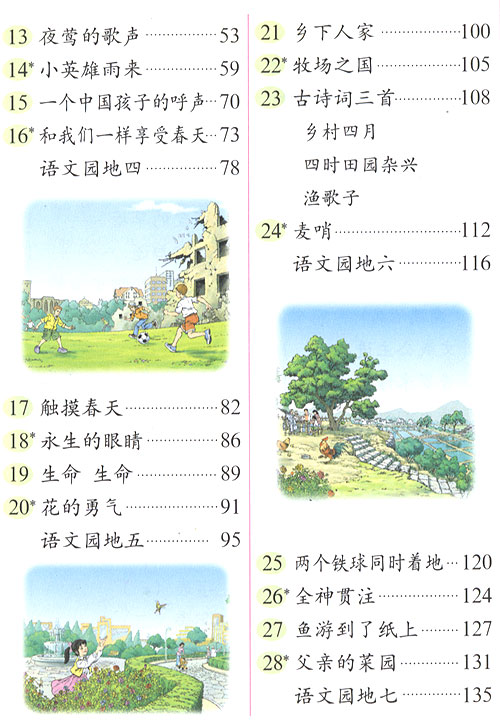 13 夜莺的歌声……………53
14* 小英雄雨来…………59
15 一个中国孩子的呼声…70
16* 和我们一样享受春天…73
语文园地四…………78
17 触摸春天……………82
18* 永生的眼睛…………86
19 生命 生命……………89
20* 花的勇气……………91
语文园地五………… 95
21 乡下人家……………100
22* 牧场之国……………105
23 古诗词三首…………108
乡村四月
四时田园杂兴
渔歌子
24* 麦哨…………………112
语文园地六…………116
25 两个铁球同时着地…120
26* 全神贯注……………124
27 鱼游到了纸上………127
28* 父亲的菜园…………131
语文园地七…………135